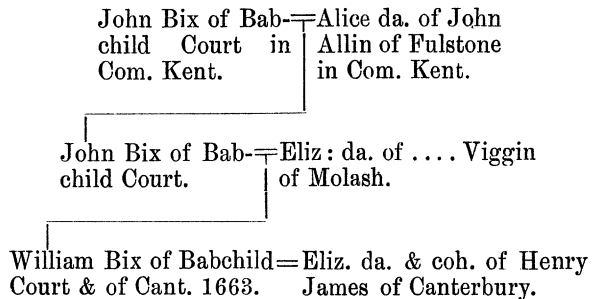 John Bix of Bab-=Alice da. of John
child Court in Allin of Fulstone
Com. Kent. in Com. Kent.
John Bix of Bab-=Eliz: da. of .... Viggin
child Court. of Molash.
William Bix of Babchild=Eliz. da. & coh. of Henry
Court & of Cant. 1663. James of Canterbury.